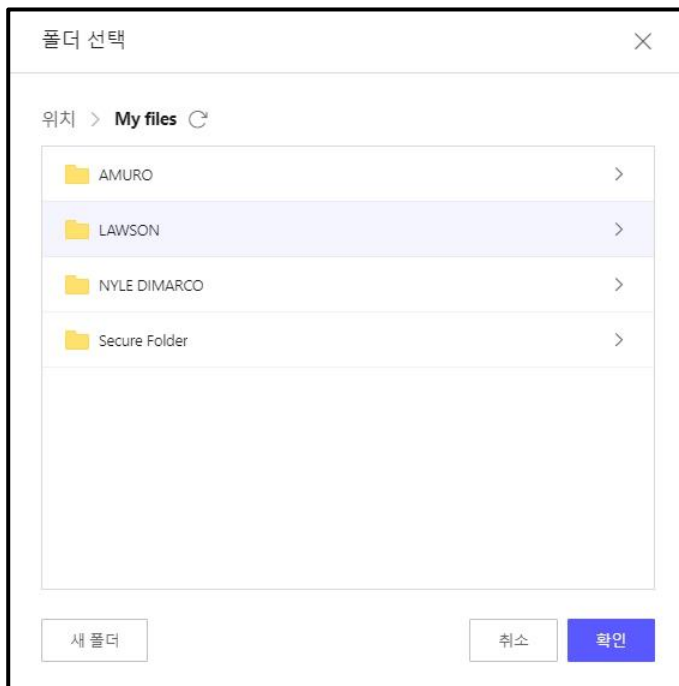 폴더 선택
위치 > My files
AMURO
LAWSON
NYLE DIMARCO
Secure Folder
새 폴더
취소
확인